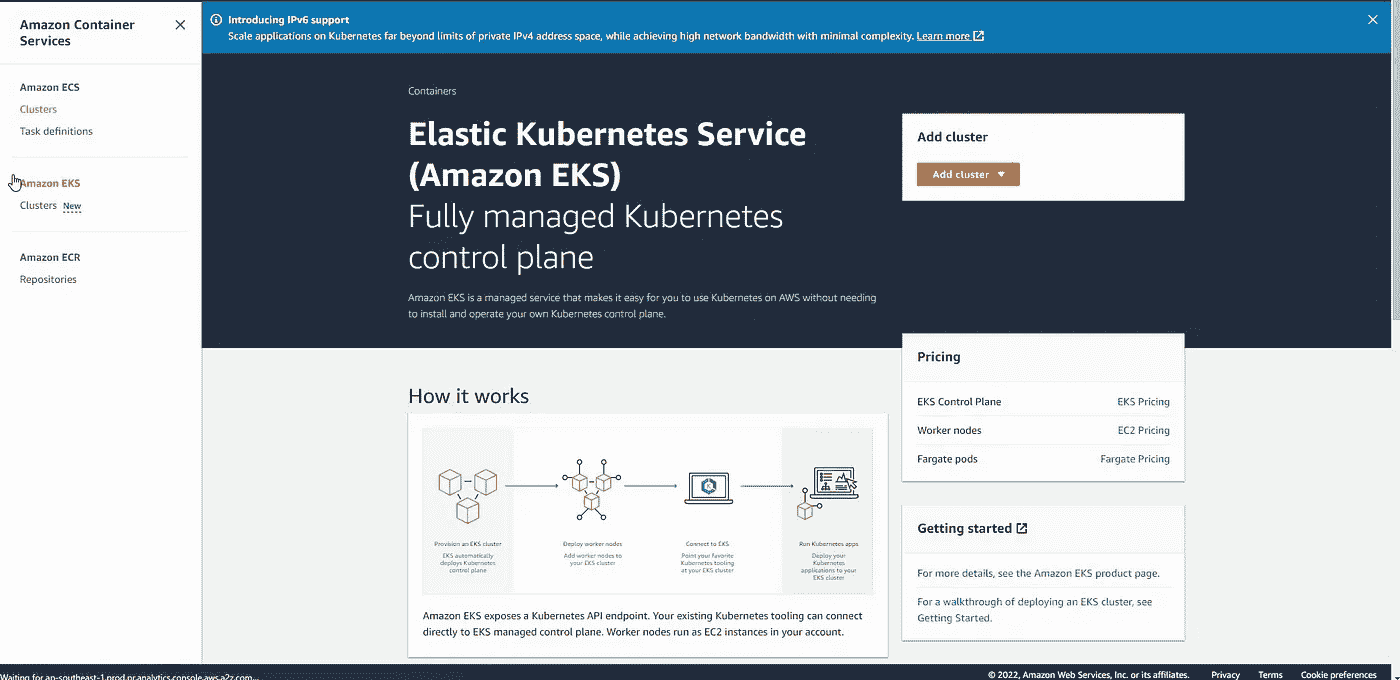 Amazon Container
Services
Amazon ECS
Clusters
Task definitions
Amazon EKS
Clusters New
Amazon ECR
Repositories
Introducing IPv6 support
Scale applications on Kubernetes far beyond limits of private IPv4 address space, while achieving high network bandwidth with minimal complexity. Learn more
Containers
Elastic Kubernetes Service
(Amazon EKS)
Fully managed Kubernetes
control plane
Amazon EKS is a managed service that makes it easy for you to use Kubernetes on AWS without needing
to install and operate your own Kubernetes control plane.
Add cluster
Add cluster
How it works
Provision an EKS cluster
EKS automatically
deploys Kubernetes
control plane
Deploy worker nodes
Add worker nodes to
your EKS cluster
Connect to EKS
Point your favorite
Kubernetes tooling
at your EKS cluster
Run Kubernetes apps
Deploy your
Kubernetes
applications to your
EKS cluster
Amazon EKS exposes a Kubernetes API endpoint. Your existing Kubernetes tooling can connect
directly to EKS managed control plane. Worker nodes run as EC2 instances in your account.
Pricing
EKS Control Plane EKS Pricing
Worker nodes EC2 Pricing
Fargate pods Fargate Pricing
Getting started
For more details, see the Amazon EKS product page.
For a walkthrough of deploying an EKS cluster, see
Getting Started.
Waiting for ap-southeast-1.prod.pr.analytics.console.aws.a2z.com...
© 2022, Amazon Web Services, Inc. or its affiliates. Privacy Terms Cookie preferences